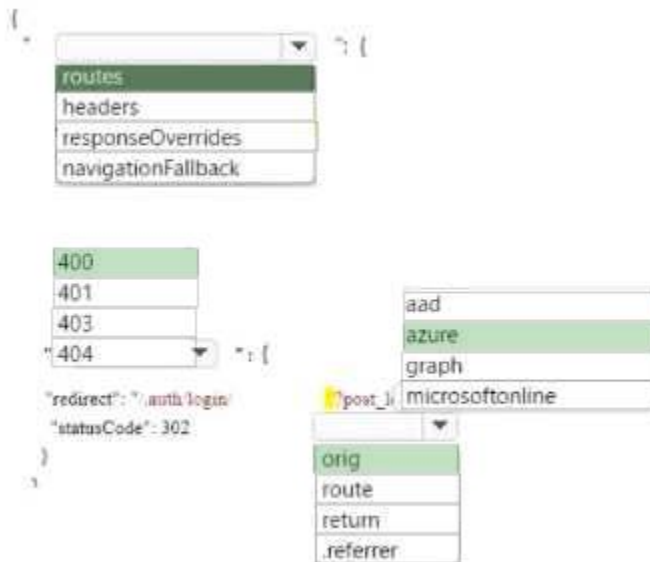 {
" ": {
routes
headers
responseOverrides
navigationFallback
400
401
403
404
" ": {
aad
azure
graph
microsoftonline
"redirect": "/.auth/login/ ?post_l
"statusCode": 302
orig
route
return
.referrer
}
}